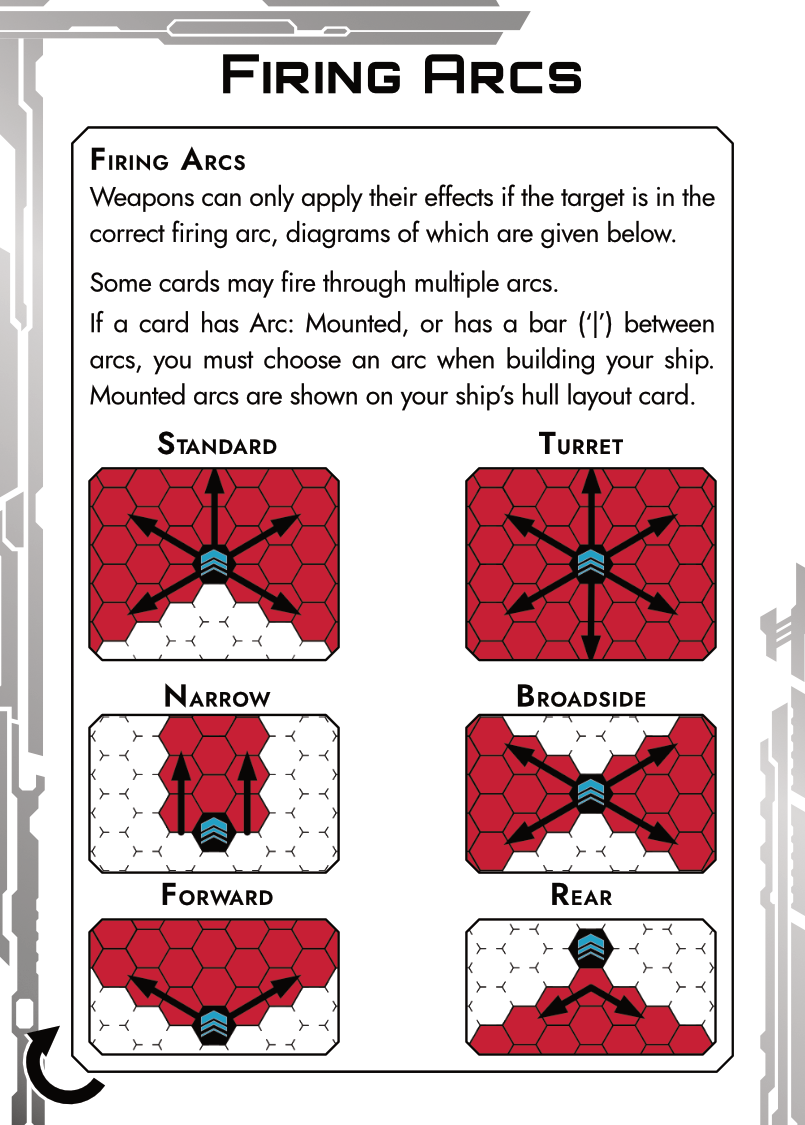 Firing Arcs
Firing Arcs
Weapons can only apply their effects if the target is in the
correct firing arc, diagrams of which are given below.
Some cards may fire through multiple arcs.
If a card has Arc: Mounted, or has a bar (‘|’) between
arcs, you must choose an arc when building your ship.
Mounted arcs are shown on your ship’s hull layout card.
Standard
Turret
Narrow
Broadside
Forward
Rear